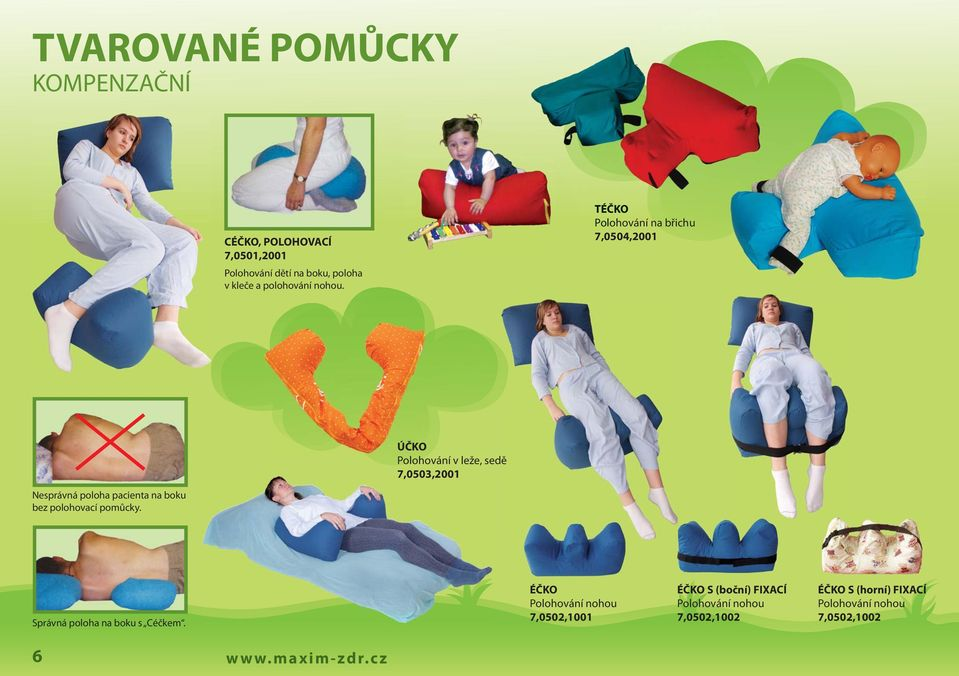 TVAROVANÉ POMŮCKY
KOMPENZAČNÍ
CÉČKO, POLOHOVACÍ
7,0501,2001
Polohování dětí na boku, poloha
v kleče a polohování nohou.
TÉČKO
Polohování na břichu
7,0504,2001
ÚČKO
Polohování v leže, sedě
7,0503,2001
Nesprávná poloha pacienta na boku
bez polohovací pomůcky.
Správná poloha na boku s „Céčkem“.
ÉČKO
Polohování nohou
7,0502,1001
ÉČKO S (boční) FIXACÍ
Polohování nohou
7,0502,1002
ÉČKO S (horní) FIXACÍ
Polohování nohou
7,0502,1002
6
www.maxim-zdr.cz